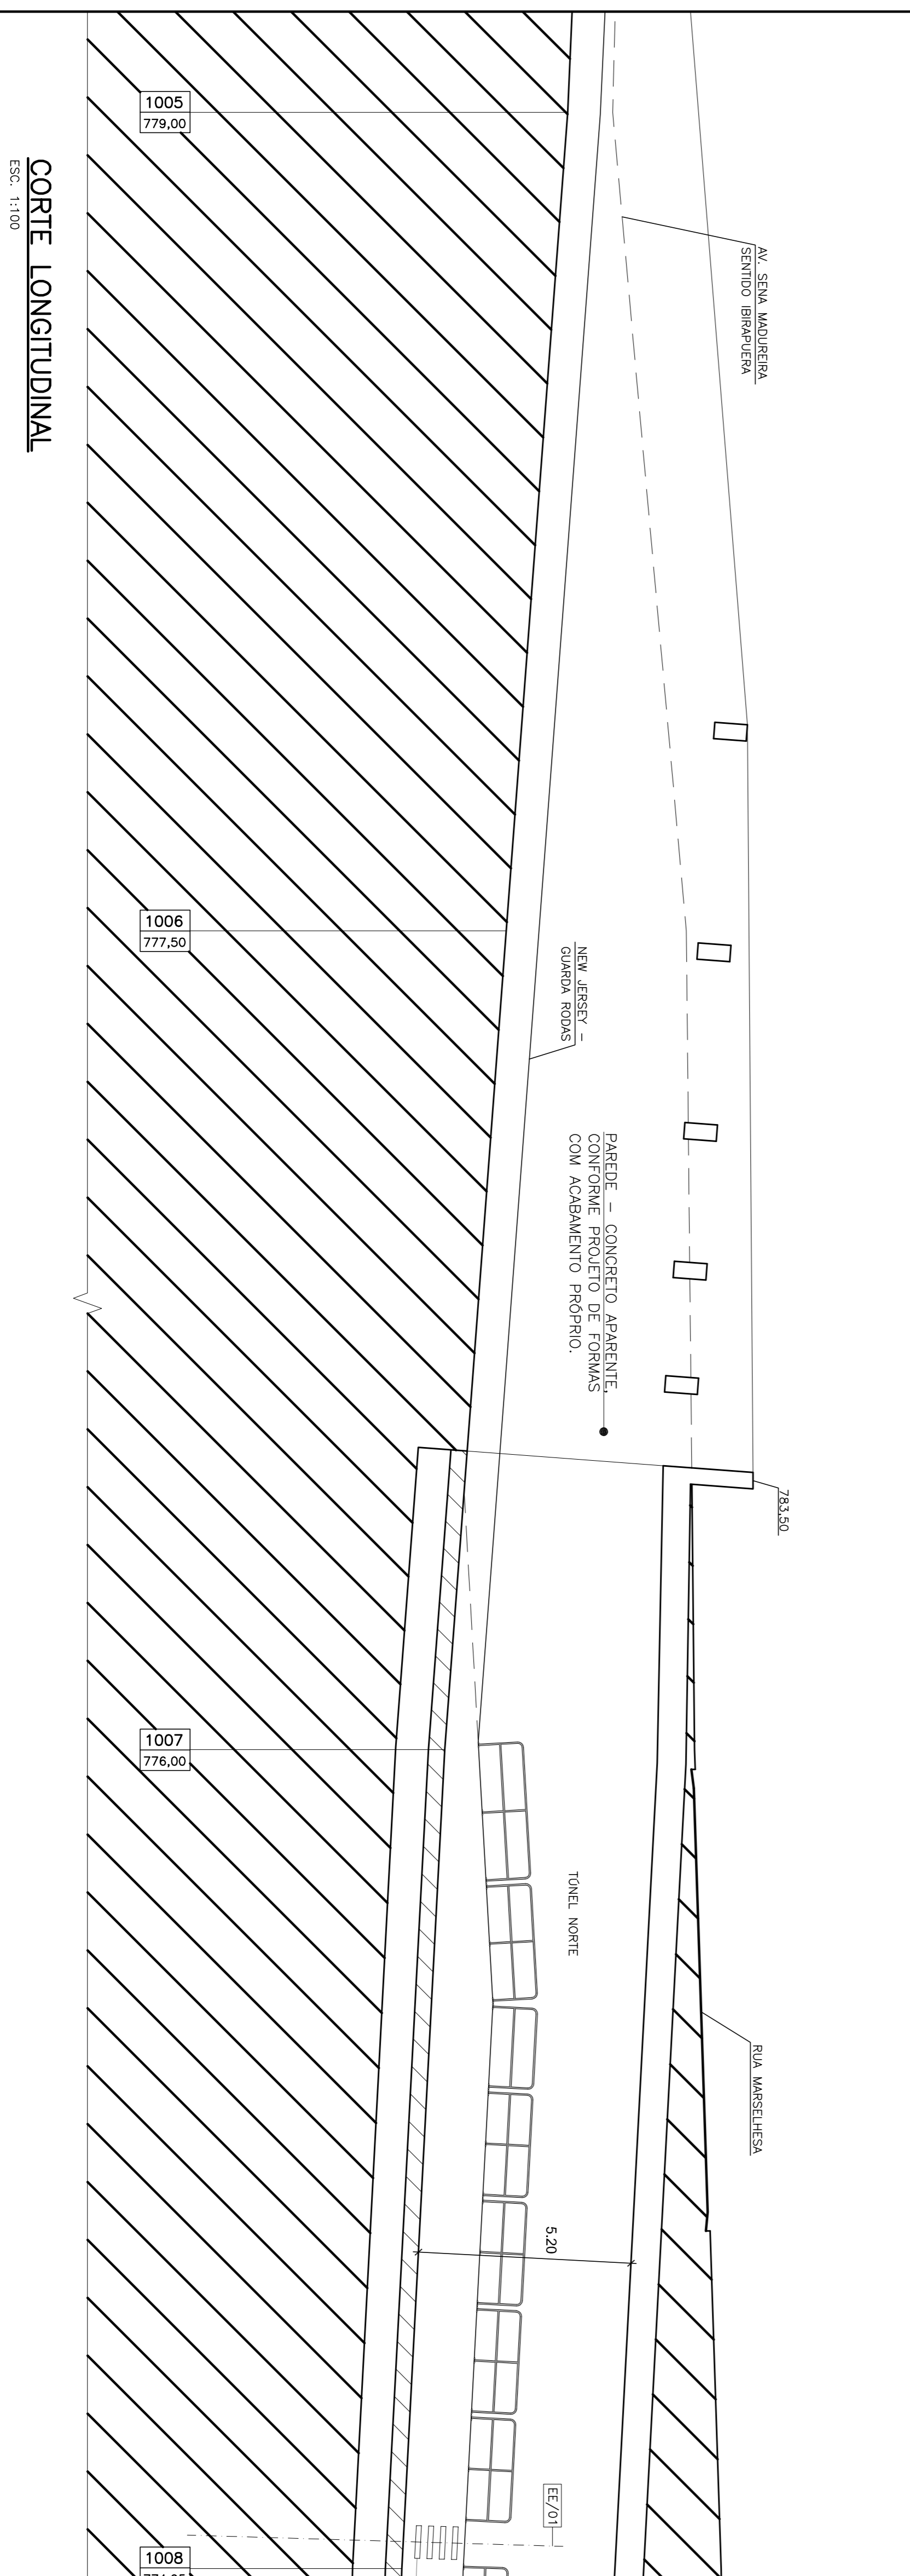 AV. SENA MADUREIRA
SENTIDO IBIRAPUERA
783,50
NEW JERSEY –
GUARDA RODAS
PAREDE – CONCRETO APARENTE,
CONFORME PROJETO DE FORMAS
COM ACABAMENTO PRÓPRIO.
RUA MARSELHESA
TÚNEL NORTE
5.20
EE/01
1005
779,00
1006
777,50
1007
776,00
1008
CORTE LONGITUDINAL
ESC. 1:100